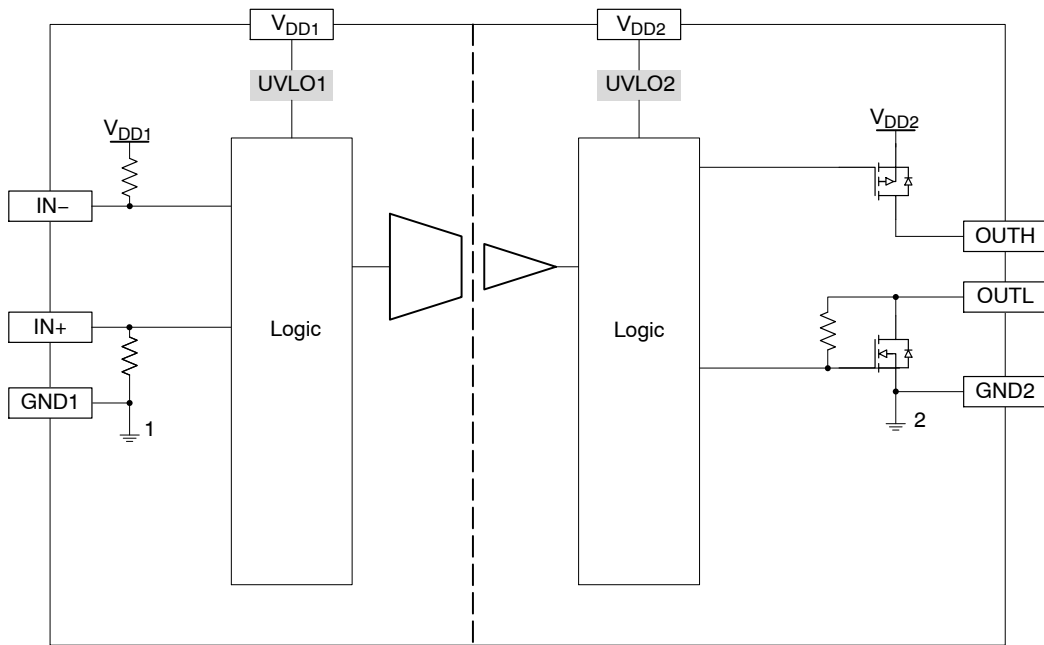 VDD1
VDD2
UVLO1
UVLO2
VDD1
VDD2
IN−
OUTH
OUTL
IN+
Logic
Logic
GND1
GND2
1
2